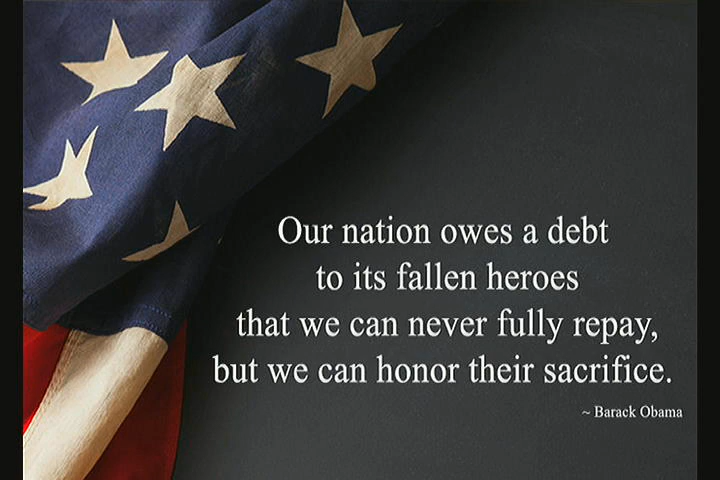 Our nation owes a debt
to its fallen heroes
that we can never fully repay,
but we can honor their sacrifice.
~ Barack Obama